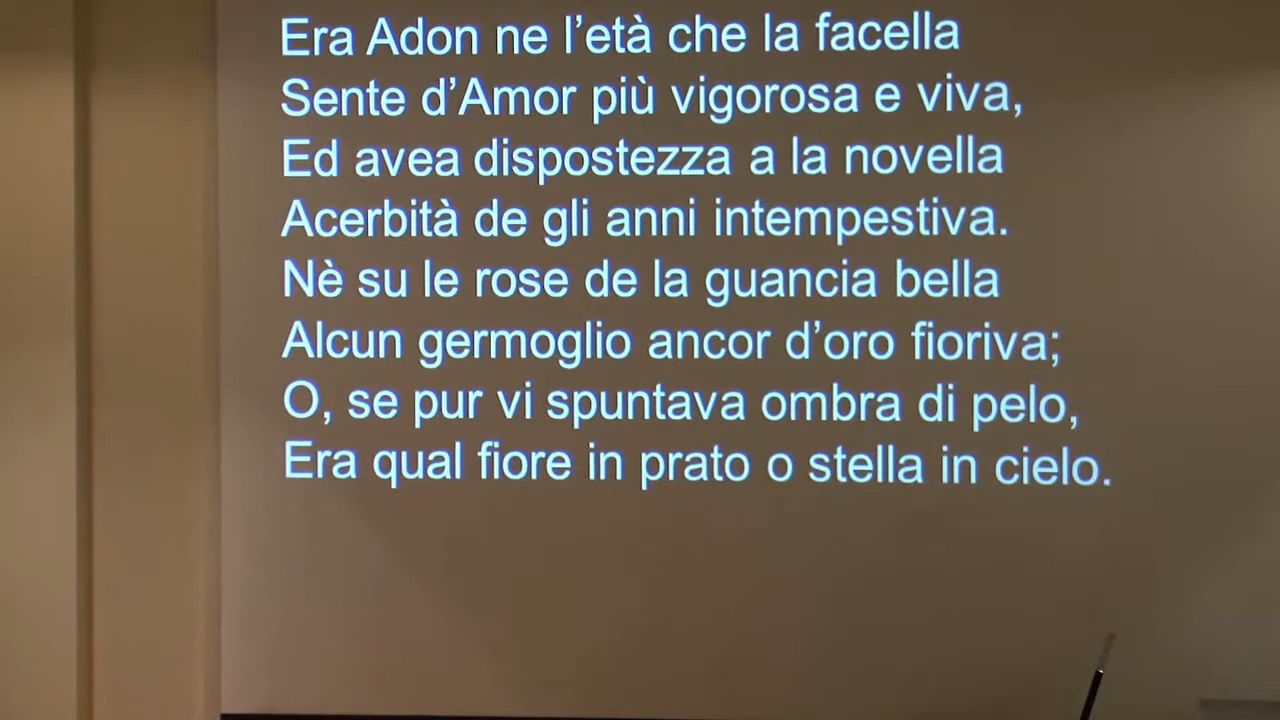 Era Adon ne l’età che la facella
Sente d’Amor più vigorosa e viva,
Ed avea dispostezza a la novella
Acerbità de gli anni intempestiva.
Nè su le rose de la guancia bella
Alcun germoglio ancor d’oro fioriva;
O, se pur vi spuntava ombra di pelo,
Era qual fiore in prato o stella in cielo.